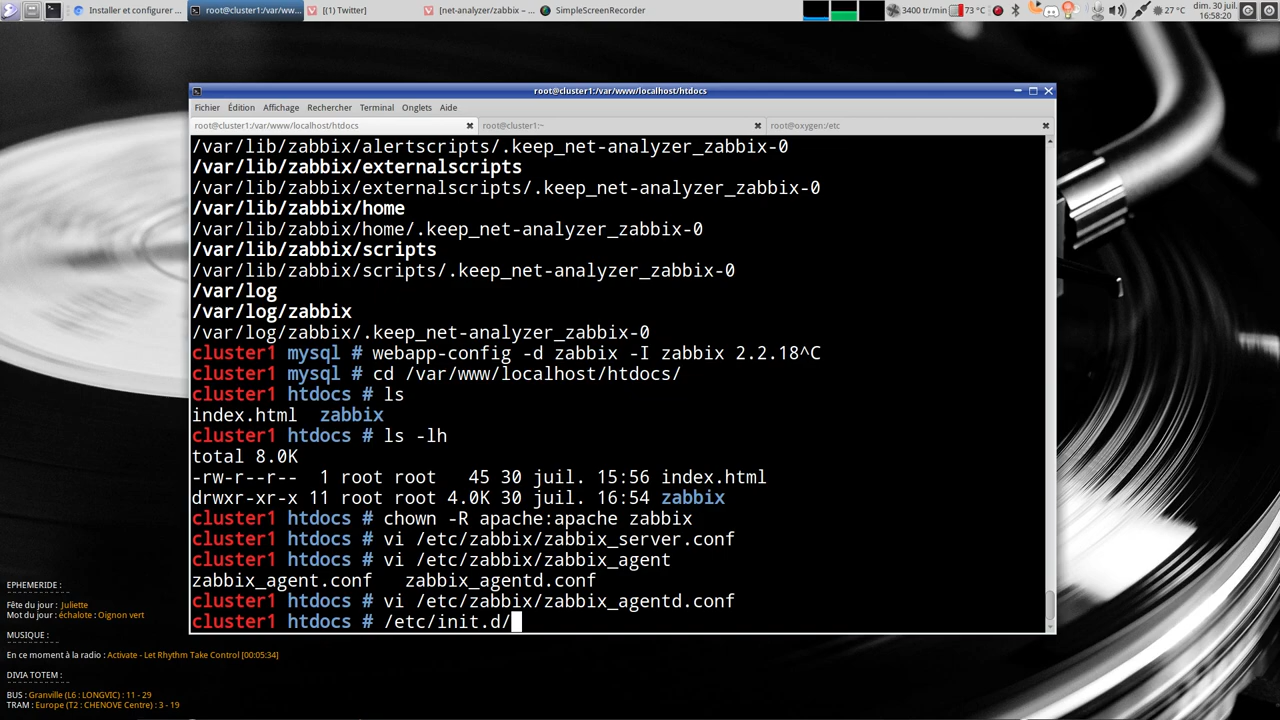 Installer et configurer ...
root@cluster1:/var/ww...
[(1) Twitter]
[net-analyzer/zabbix – ...
SimpleScreenRecorder
3400 tr/min
73 °C
27 °C
dim. 30 juil.
16:58:20
root@cluster1:/var/www/localhost/htdocs
Fichier Édition Affichage Rechercher Terminal Onglets Aide
root@cluster1:/var/www/localhost/htdocs
root@cluster1:~
root@oxygen:/etc
/var/lib/zabbix/alertscripts/.keep_net-analyzer_zabbix-0
/var/lib/zabbix/externalscripts
/var/lib/zabbix/externalscripts/.keep_net-analyzer_zabbix-0
/var/lib/zabbix/home
/var/lib/zabbix/home/.keep_net-analyzer_zabbix-0
/var/lib/zabbix/scripts
/var/lib/zabbix/scripts/.keep_net-analyzer_zabbix-0
/var/log
/var/log/zabbix
/var/log/zabbix/.keep_net-analyzer_zabbix-0
cluster1 mysql # webapp-config -d zabbix -I zabbix 2.2.18^C
cluster1 mysql # cd /var/www/localhost/htdocs/
cluster1 htdocs # ls
index.html  zabbix
cluster1 htdocs # ls -lh
total 8.0K
-rw-r--r--  1 root root   45 30 juil. 15:56 index.html
drwxr-xr-x 11 root root 4.0K 30 juil. 16:54 zabbix
cluster1 htdocs # chown -R apache:apache zabbix
cluster1 htdocs # vi /etc/zabbix/zabbix_server.conf
cluster1 htdocs # vi /etc/zabbix/zabbix_agent
zabbix_agent.conf   zabbix_agentd.conf
cluster1 htdocs # vi /etc/zabbix/zabbix_agentd.conf
cluster1 htdocs # /etc/init.d/
EPHEMERIDE :
Fête du jour : Juliette
Mot du jour : échalote : Oignon vert
MUSIQUE :
En ce moment à la radio : Activate - Let Rhythm Take Control [00:05:34]
DIVIA TOTEM :
BUS : Granville (L6 : LONGVIC) : 11 - 29
TRAM : Europe (T2 : CHENOVE Centre) : 3 - 19